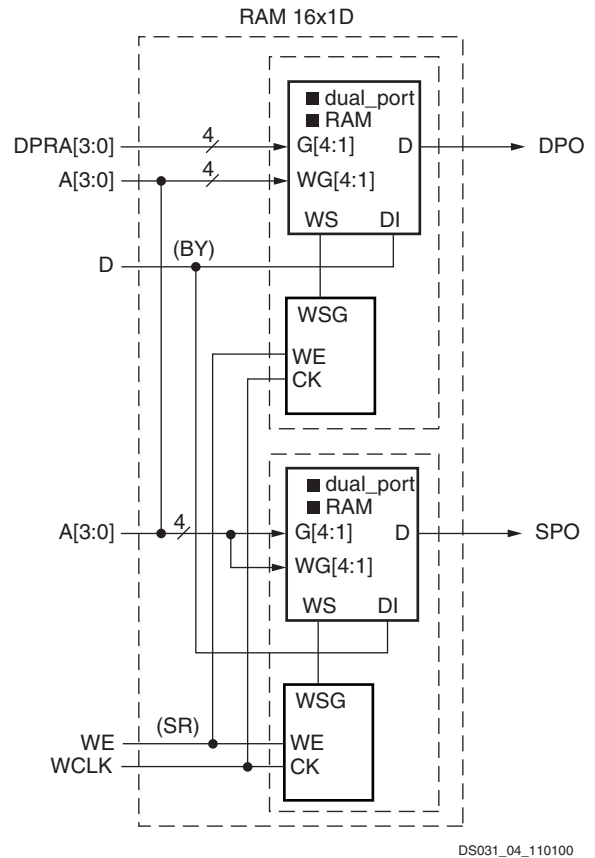 RAM 16x1D
dual_port
RAM
DPRA[3:0] 4 G[4:1] D DPO
A[3:0] 4 WG[4:1]
WS DI
D (BY)
WSG
WE
CK
dual_port
RAM
A[3:0] 4 G[4:1] D SPO
WG[4:1]
WS DI
WSG
WE (SR) WE
WCLK CK
DS031_04_110100